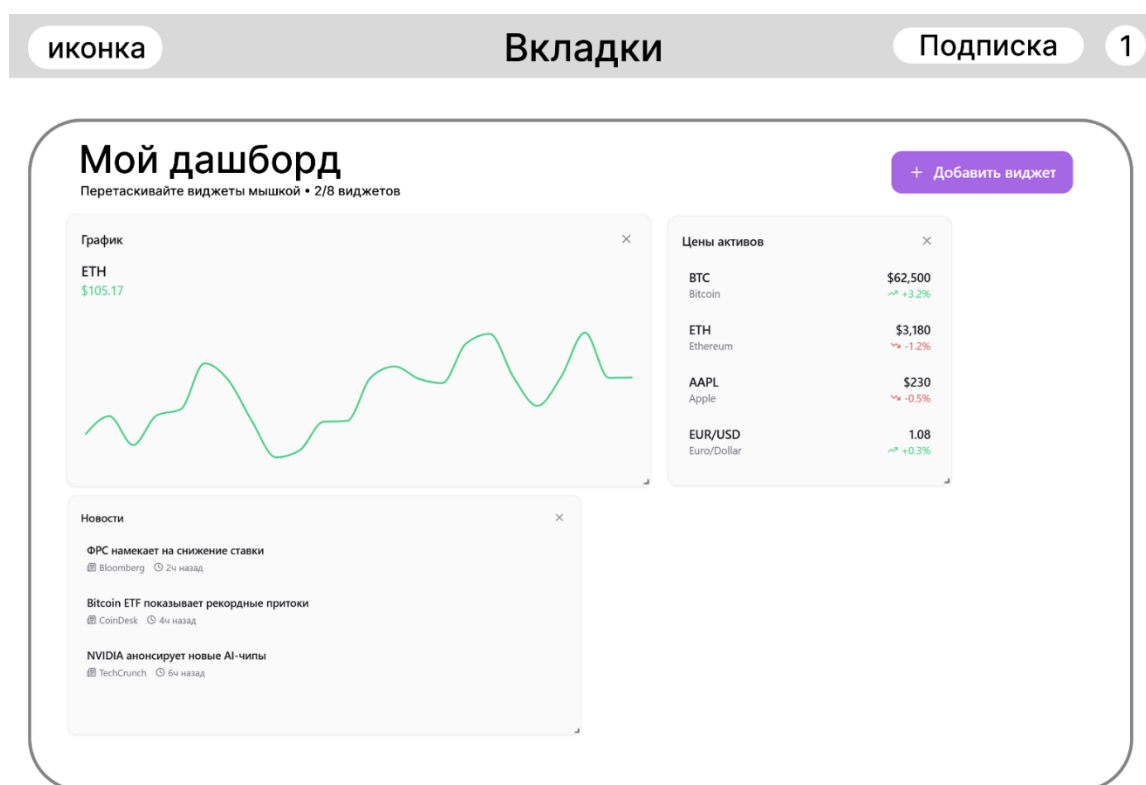 иконка
Вкладки
Подписка
1
Мой дашборд
Перетаскивайте виджеты мышкой • 2/8 виджетов
+ Добавить виджет
График
ETH
$105.17
Цены активов
BTC $62,500
Bitcoin +3.2%
ETH $3,180
Ethereum -1.2%
AAPL $230
Apple -0.5%
EUR/USD 1.08
Euro/Dollar +0.3%
Новости
ФРС намекает на снижение ставки
Bloomberg 2ч назад
Bitcoin ETF показывает рекордные притоки
CoinDesk 4ч назад
NVIDIA анонсирует новые AI-чипы
TechCrunch 6ч назад